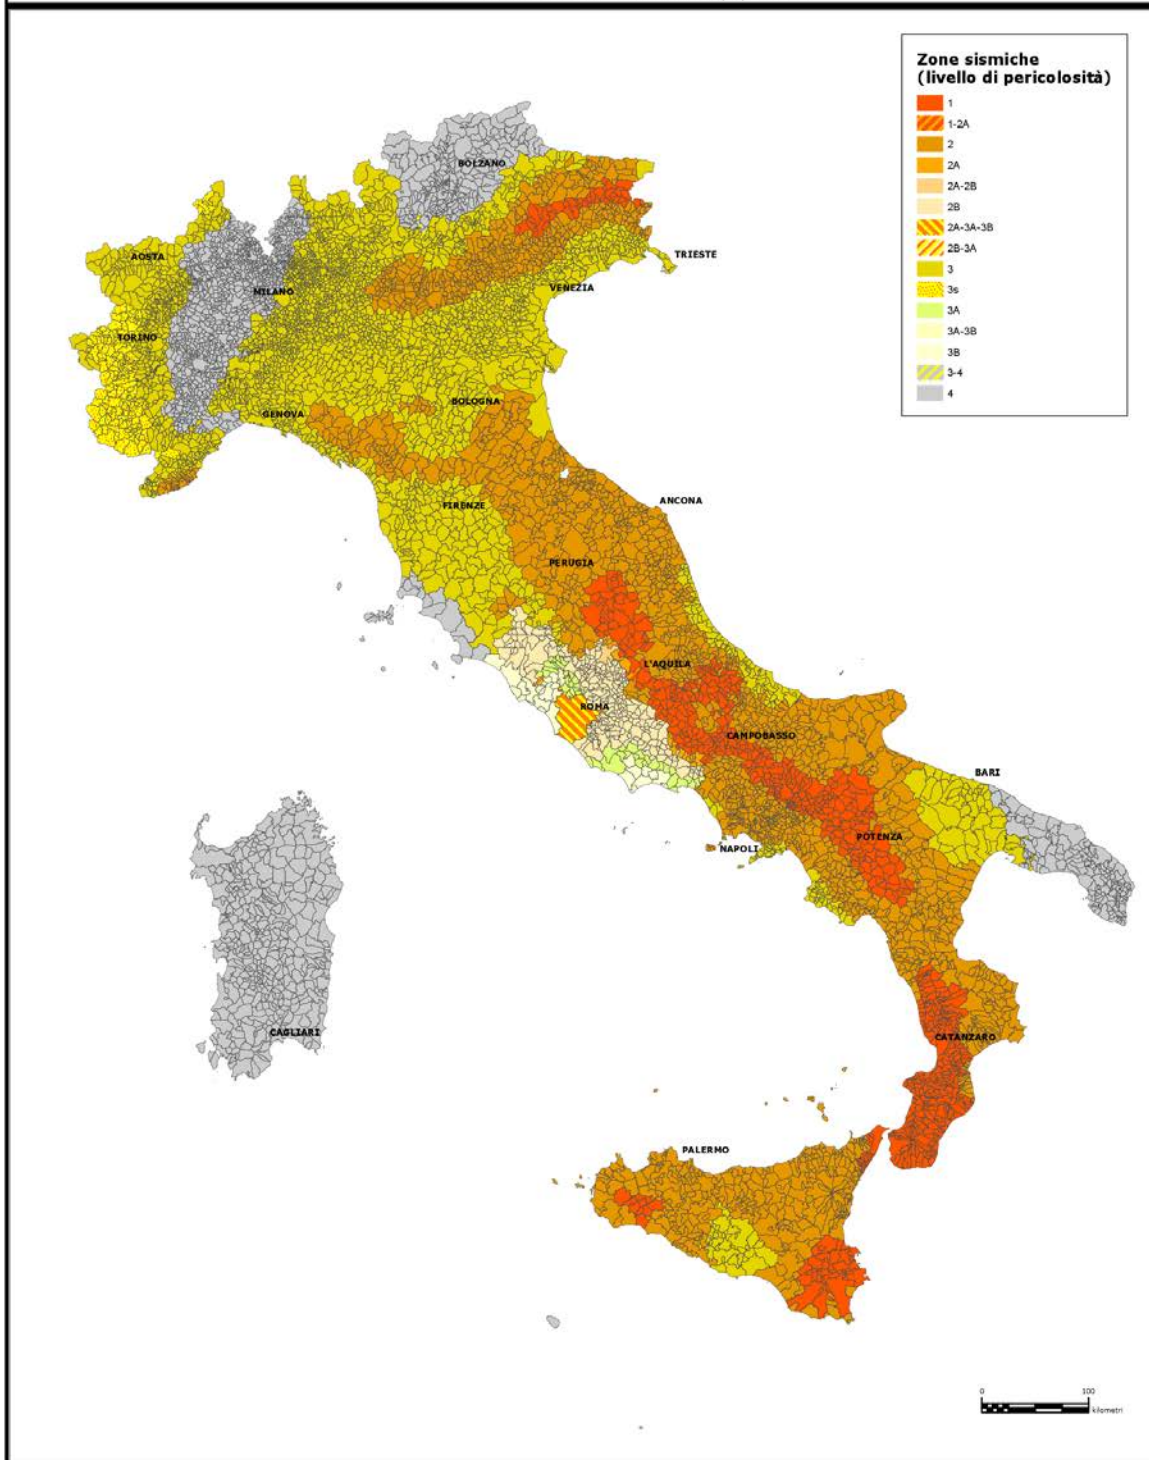 Zone sismiche
(livello di pericolosità)
1
1-2A
2
2A
2A-2B
2B
2A-3A-3B
2B-3A
3
3s
3A
3A-3B
3B
3-4
4
BOLZANO
AOSTA
TRIESTE
MILANO
VENEZIA
TORINO
BOLOGNA
GENOVA
ANCONA
FIRENZE
PERUGIA
L'AQUILA
ROMA
CAMPOBASSO
BARI
POTENZA
NAPOLI
CAGLIARI
CATANZARO
PALERMO
0 100
kilometri